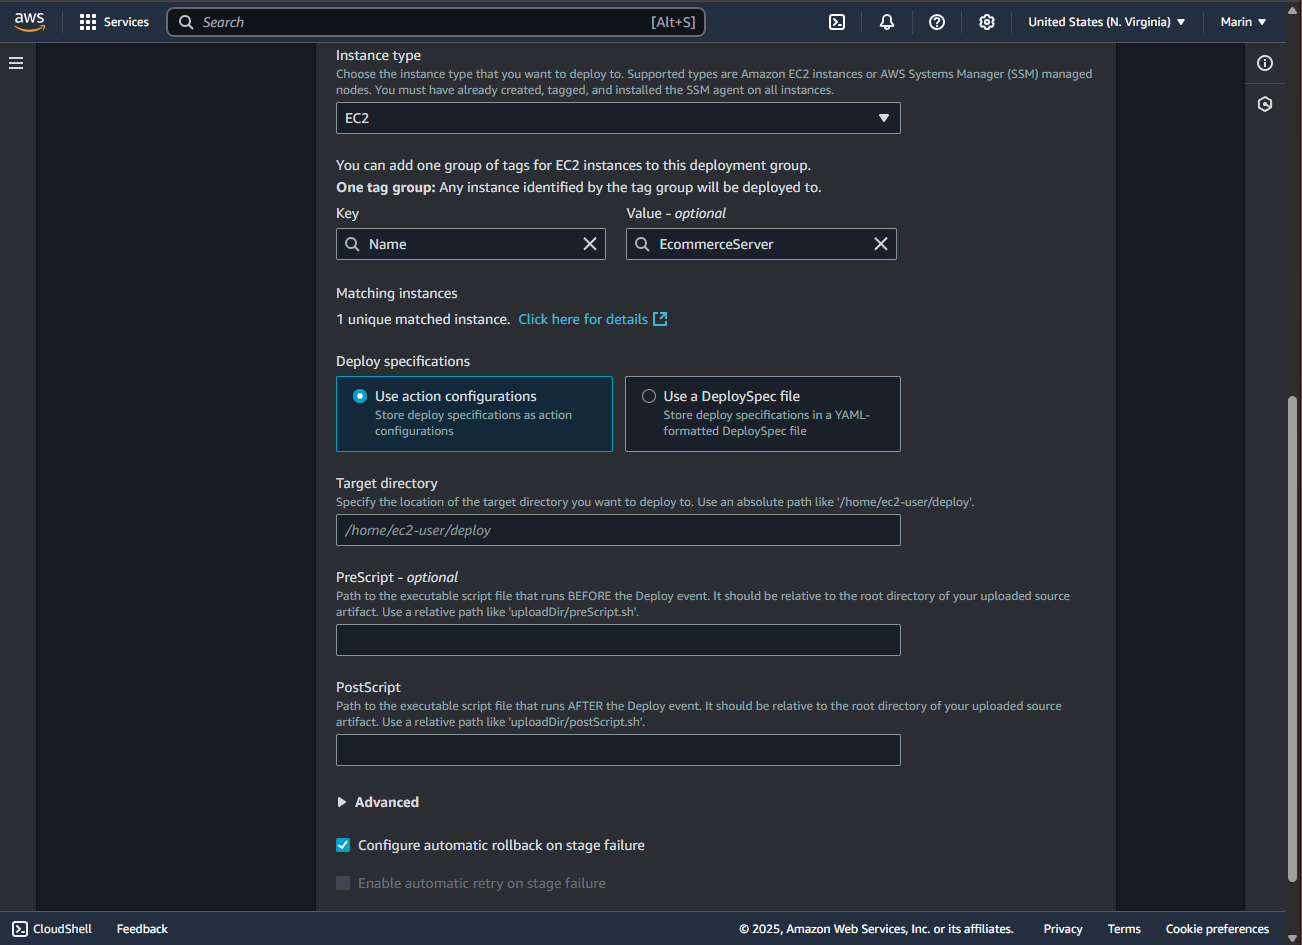 aws
Services
Search
[Alt+S]
United States (N. Virginia)
Marin
Instance type
Choose the instance type that you want to deploy to. Supported types are Amazon EC2 instances or AWS Systems Manager (SSM) managed
nodes. You must have already created, tagged, and installed the SSM agent on all instances.
EC2
You can add one group of tags for EC2 instances to this deployment group.
One tag group: Any instance identified by the tag group will be deployed to.
Key
Value - optional
Name
EcommerceServer
Matching instances
1 unique matched instance. Click here for details
Deploy specifications
Use action configurations
Store deploy specifications as action
configurations
Use a DeploySpec file
Store deploy specifications in a YAML-
formatted DeploySpec file
Target directory
Specify the location of the target directory you want to deploy to. Use an absolute path like '/home/ec2-user/deploy'.
/home/ec2-user/deploy
PreScript - optional
Path to the executable script file that runs BEFORE the Deploy event. It should be relative to the root directory of your uploaded source
artifact. Use a relative path like 'uploadDir/preScript.sh'.
PostScript
Path to the executable script file that runs AFTER the Deploy event. It should be relative to the root directory of your uploaded source
artifact. Use a relative path like 'uploadDir/postScript.sh'.
Advanced
Configure automatic rollback on stage failure
Enable automatic retry on stage failure
CloudShell
Feedback
© 2025, Amazon Web Services, Inc. or its affiliates.
Privacy
Terms
Cookie preferences